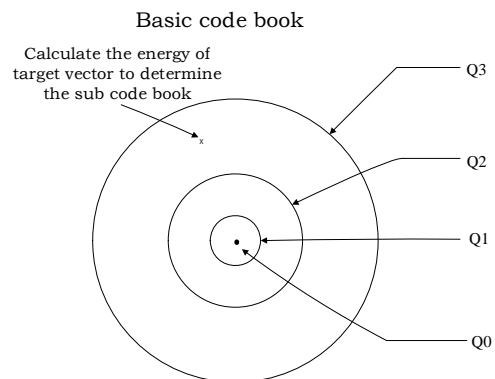 Basic code book
Calculate the energy of
target vector to determine
the sub code book
x
Q3
Q2
Q1
Q0